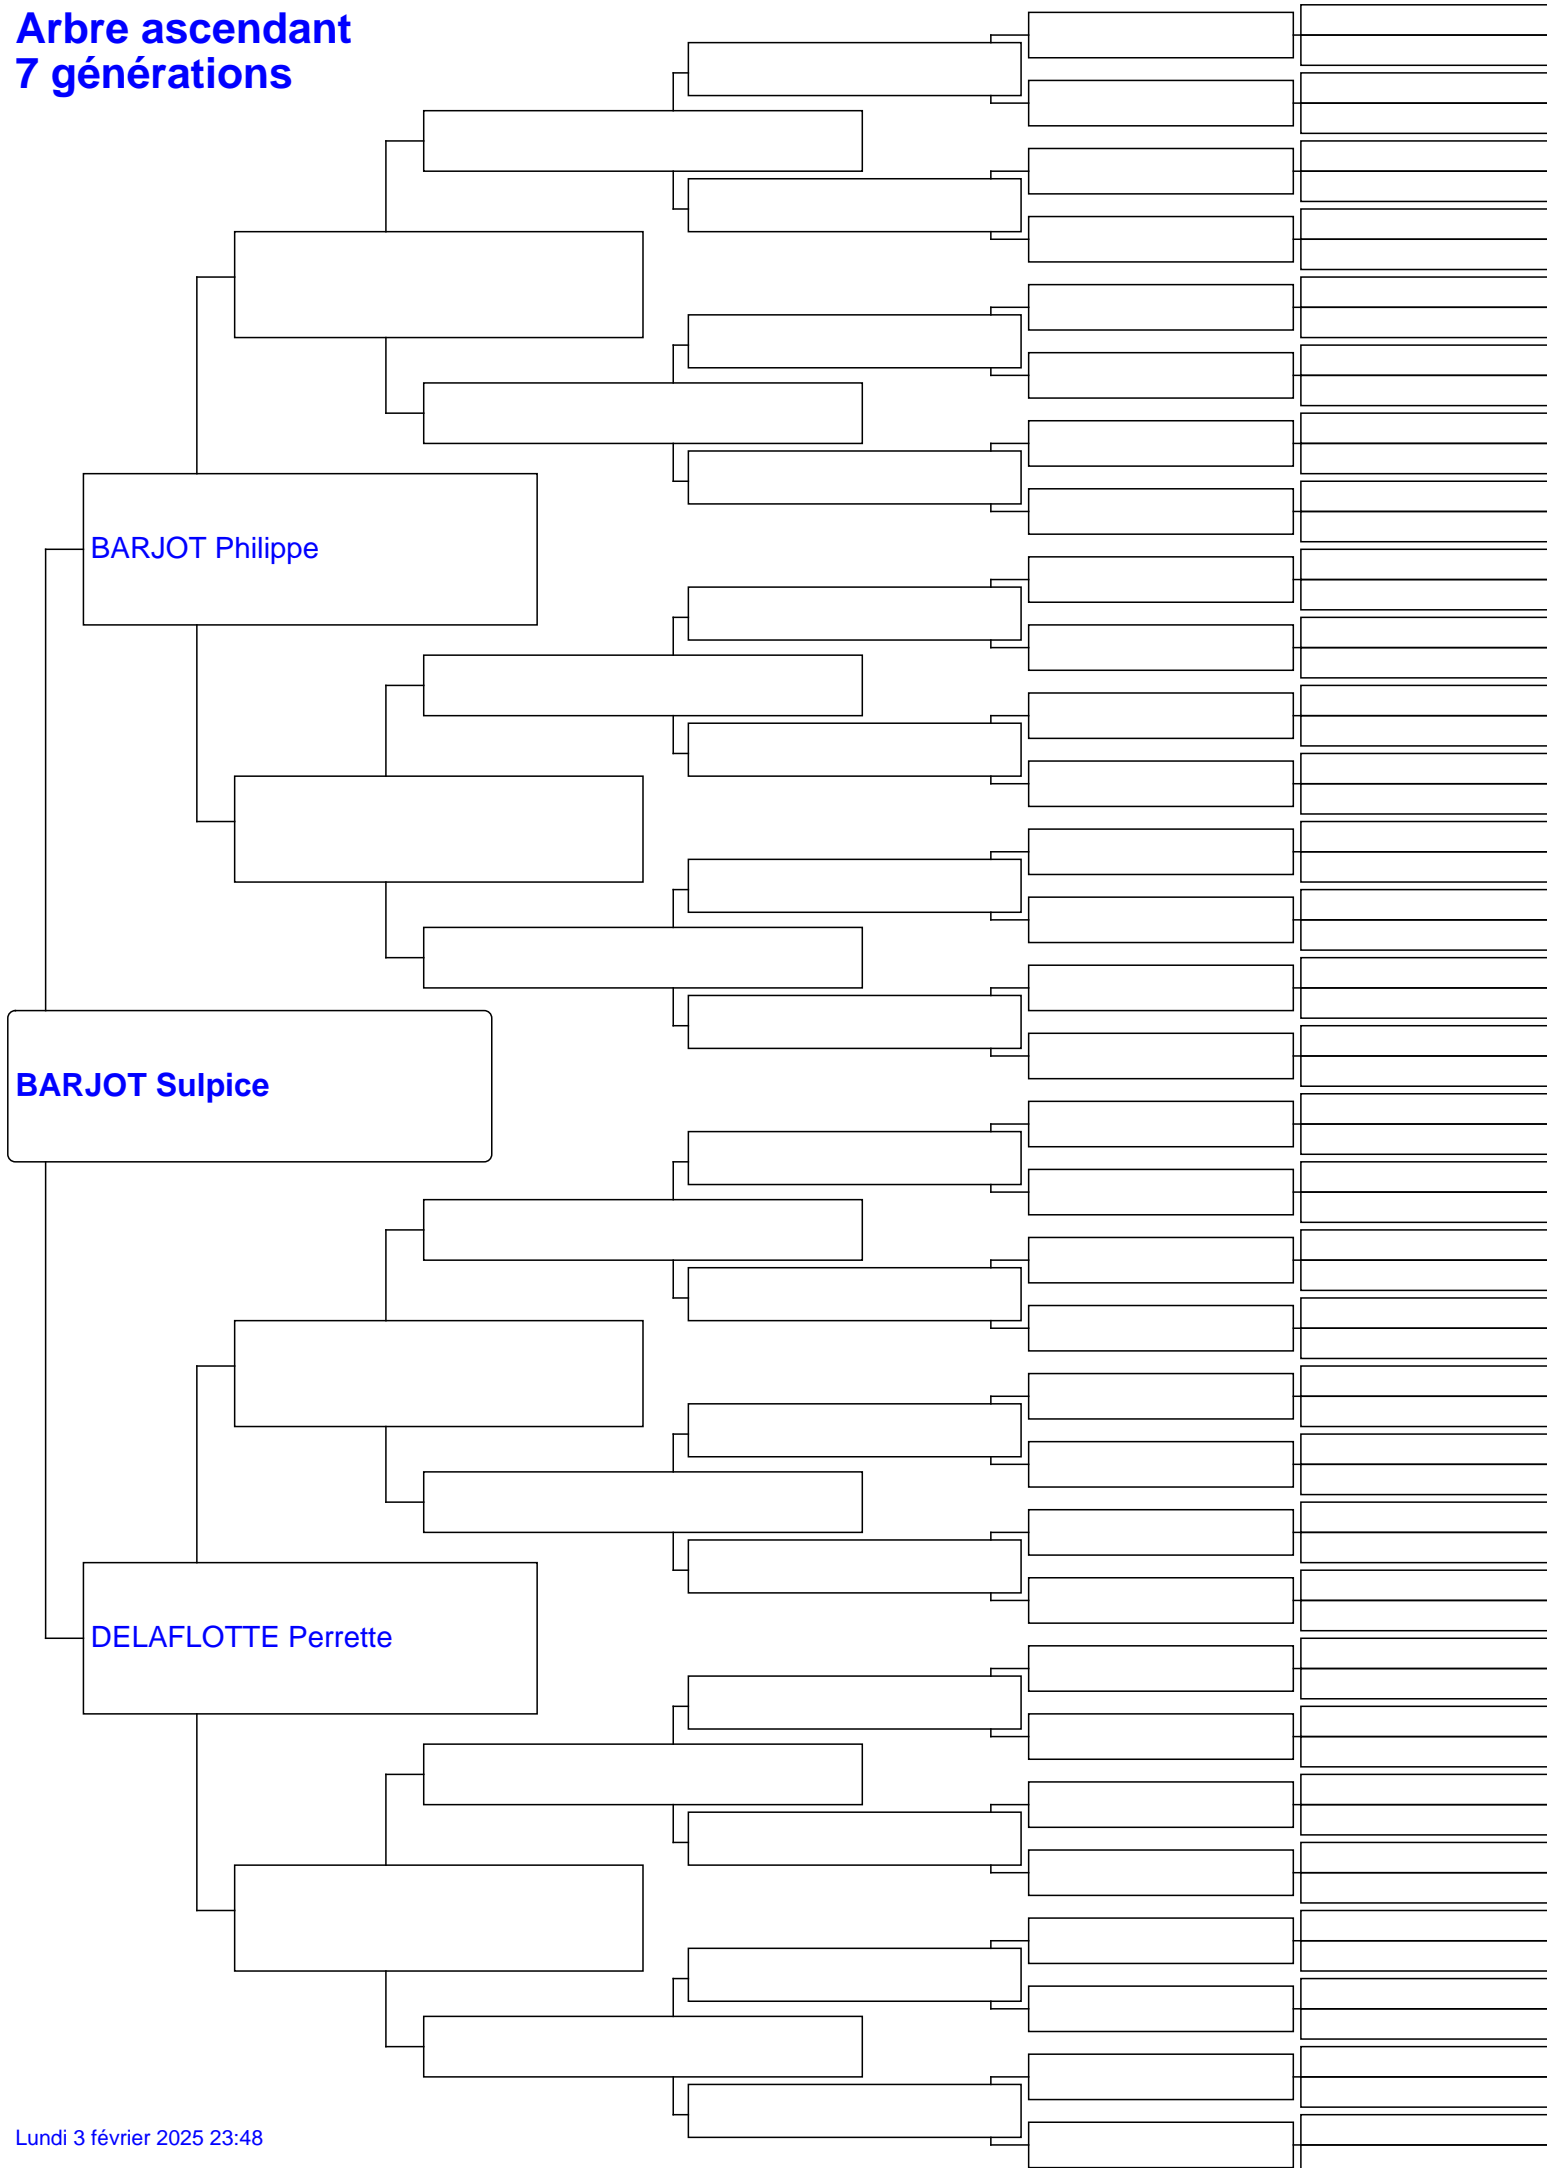 Arbre ascendant
7 générations
BARJOT Philippe
BARJOT Sulpice
DELAFLOTTE Perrette
Lundi 3 février 2025 23:48